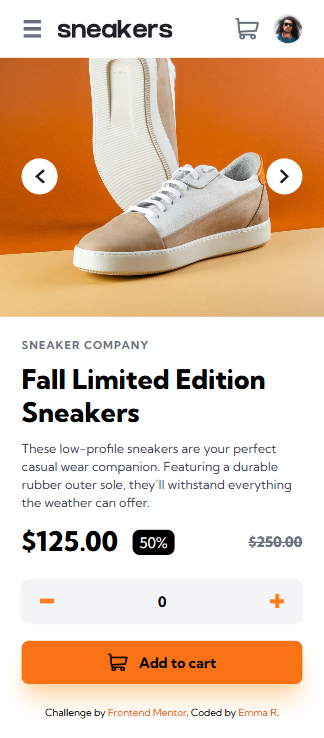 sneakers
SNEAKER COMPANY
Fall Limited Edition
Sneakers
These low-profile sneakers are your perfect
casual wear companion. Featuring a durable
rubber outer sole, they’ll withstand everything
the weather can offer.
$125.00 50% $250.00
0
Add to cart
Challenge by Frontend Mentor. Coded by Emma R.